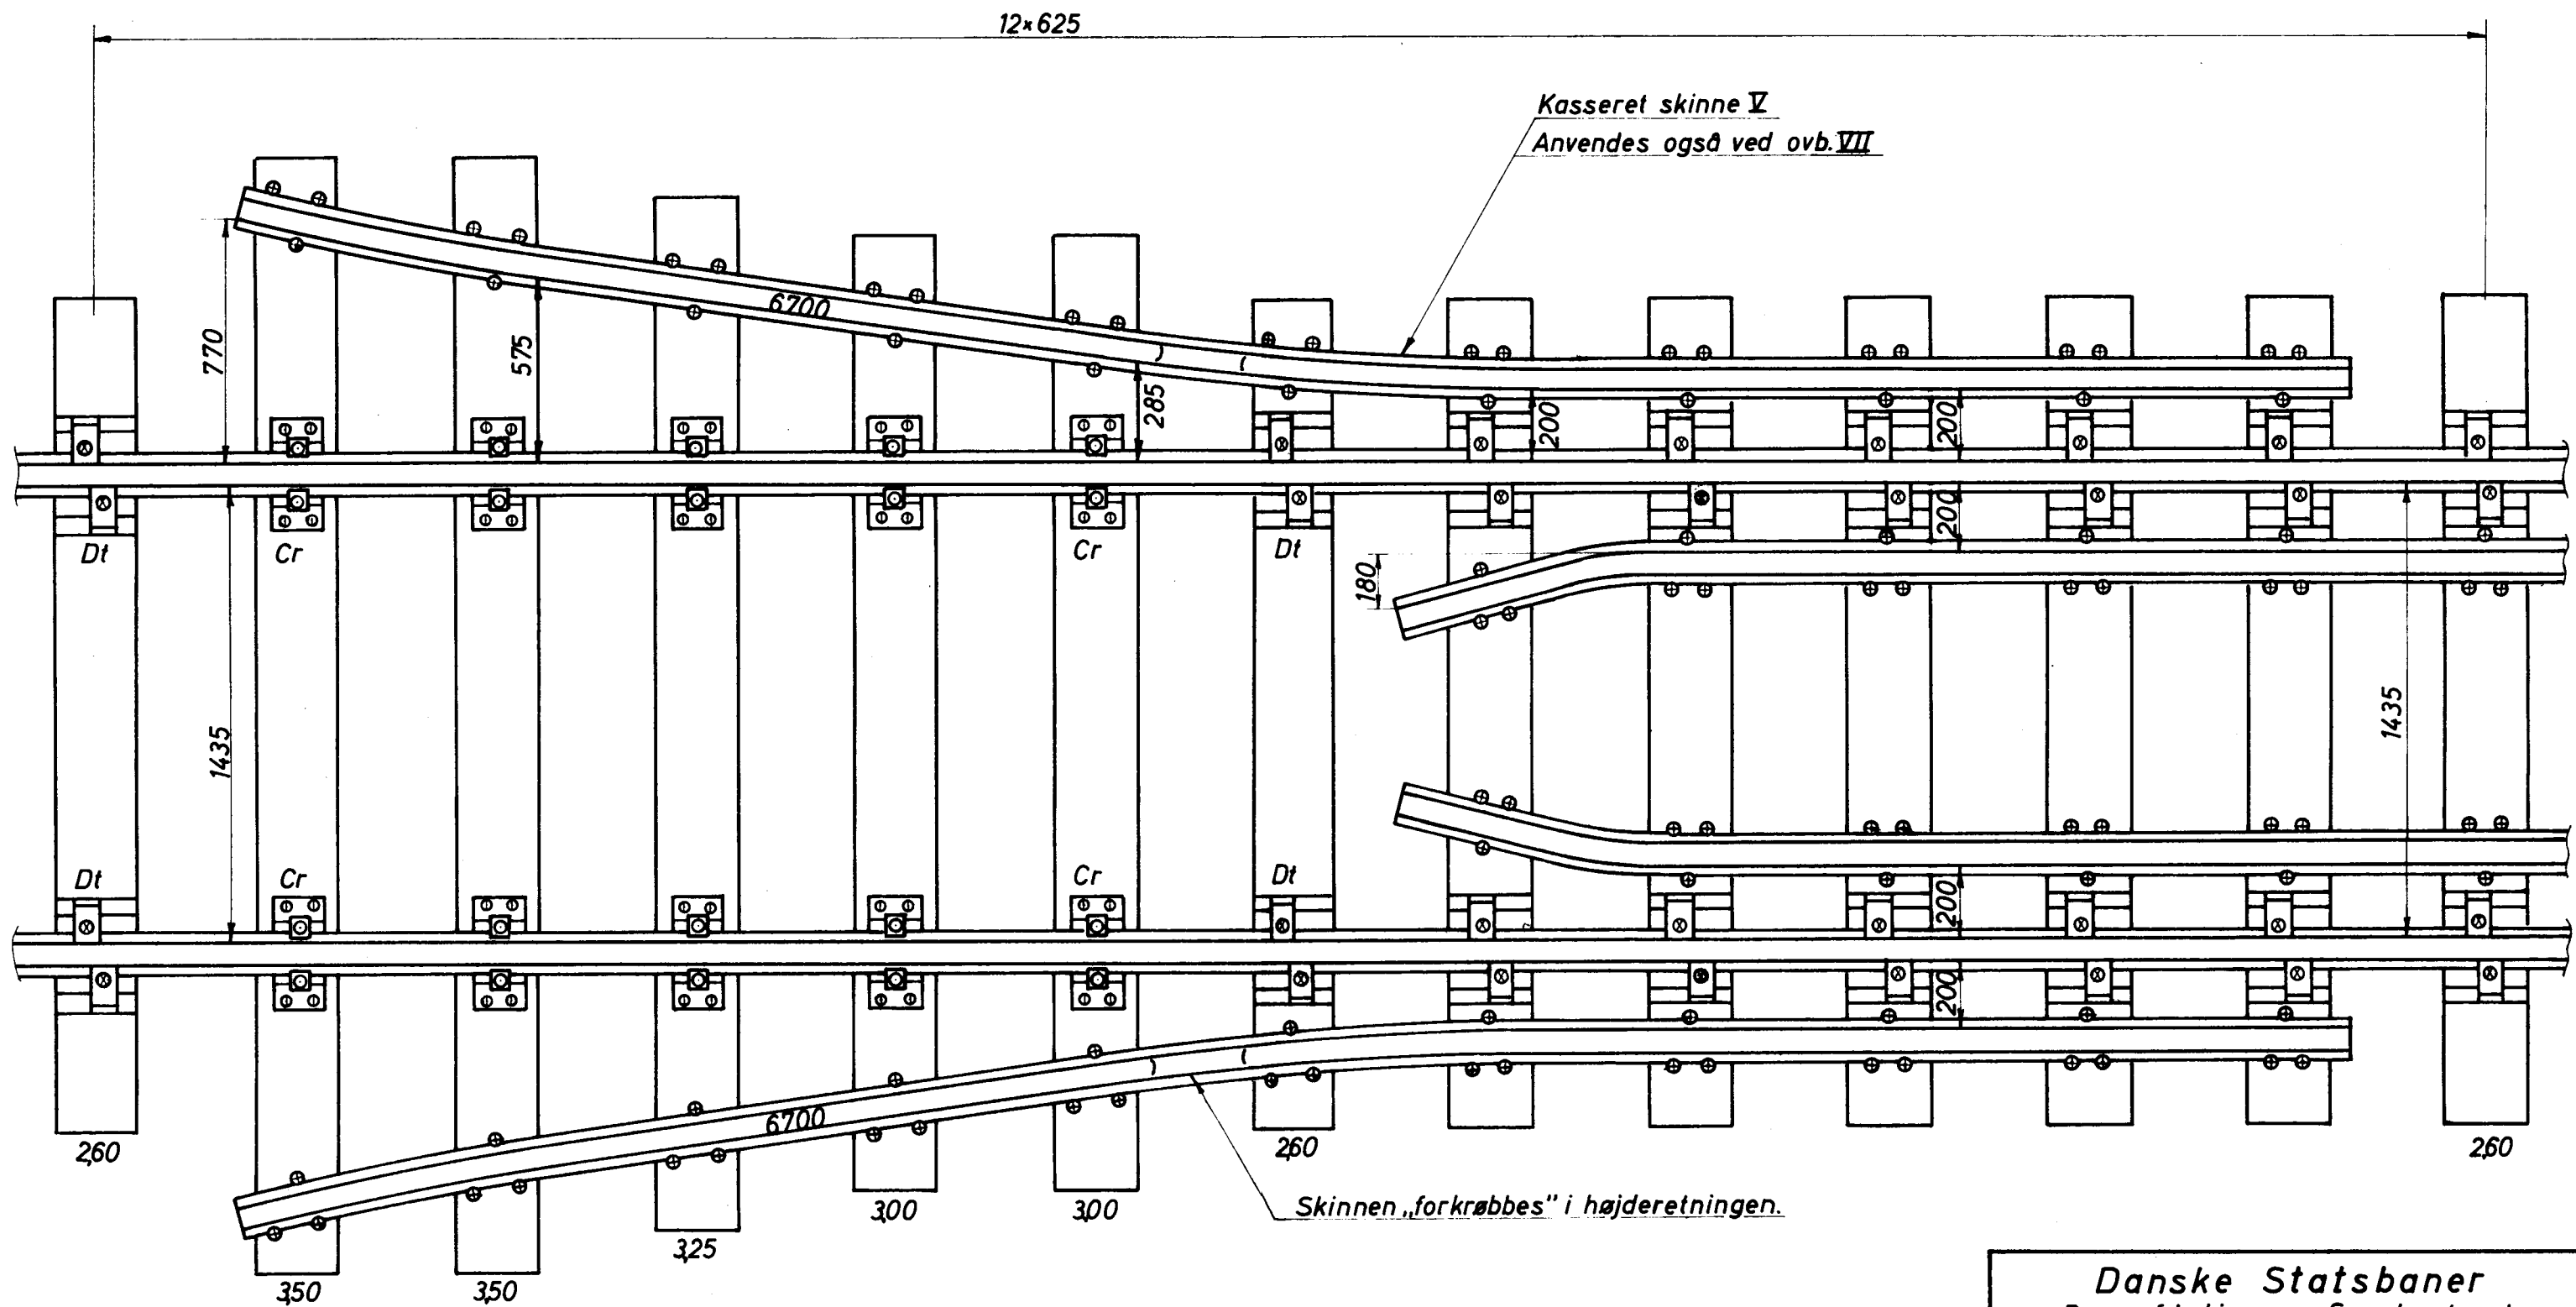 12×625
Kasseret skinne V
Anvendes også ved ovb. VII
770
575
6700
285
200
200
200
180
Dt
Cr
Cr
Dt
1435
1435
Dt
Cr
Cr
Dt
200
200
6700
2,60
3,50
3,50
3,25
3,00
3,00
2,60
2,60
Skinnen „forkrøbbes" i højderetningen.
Danske Statsbaner